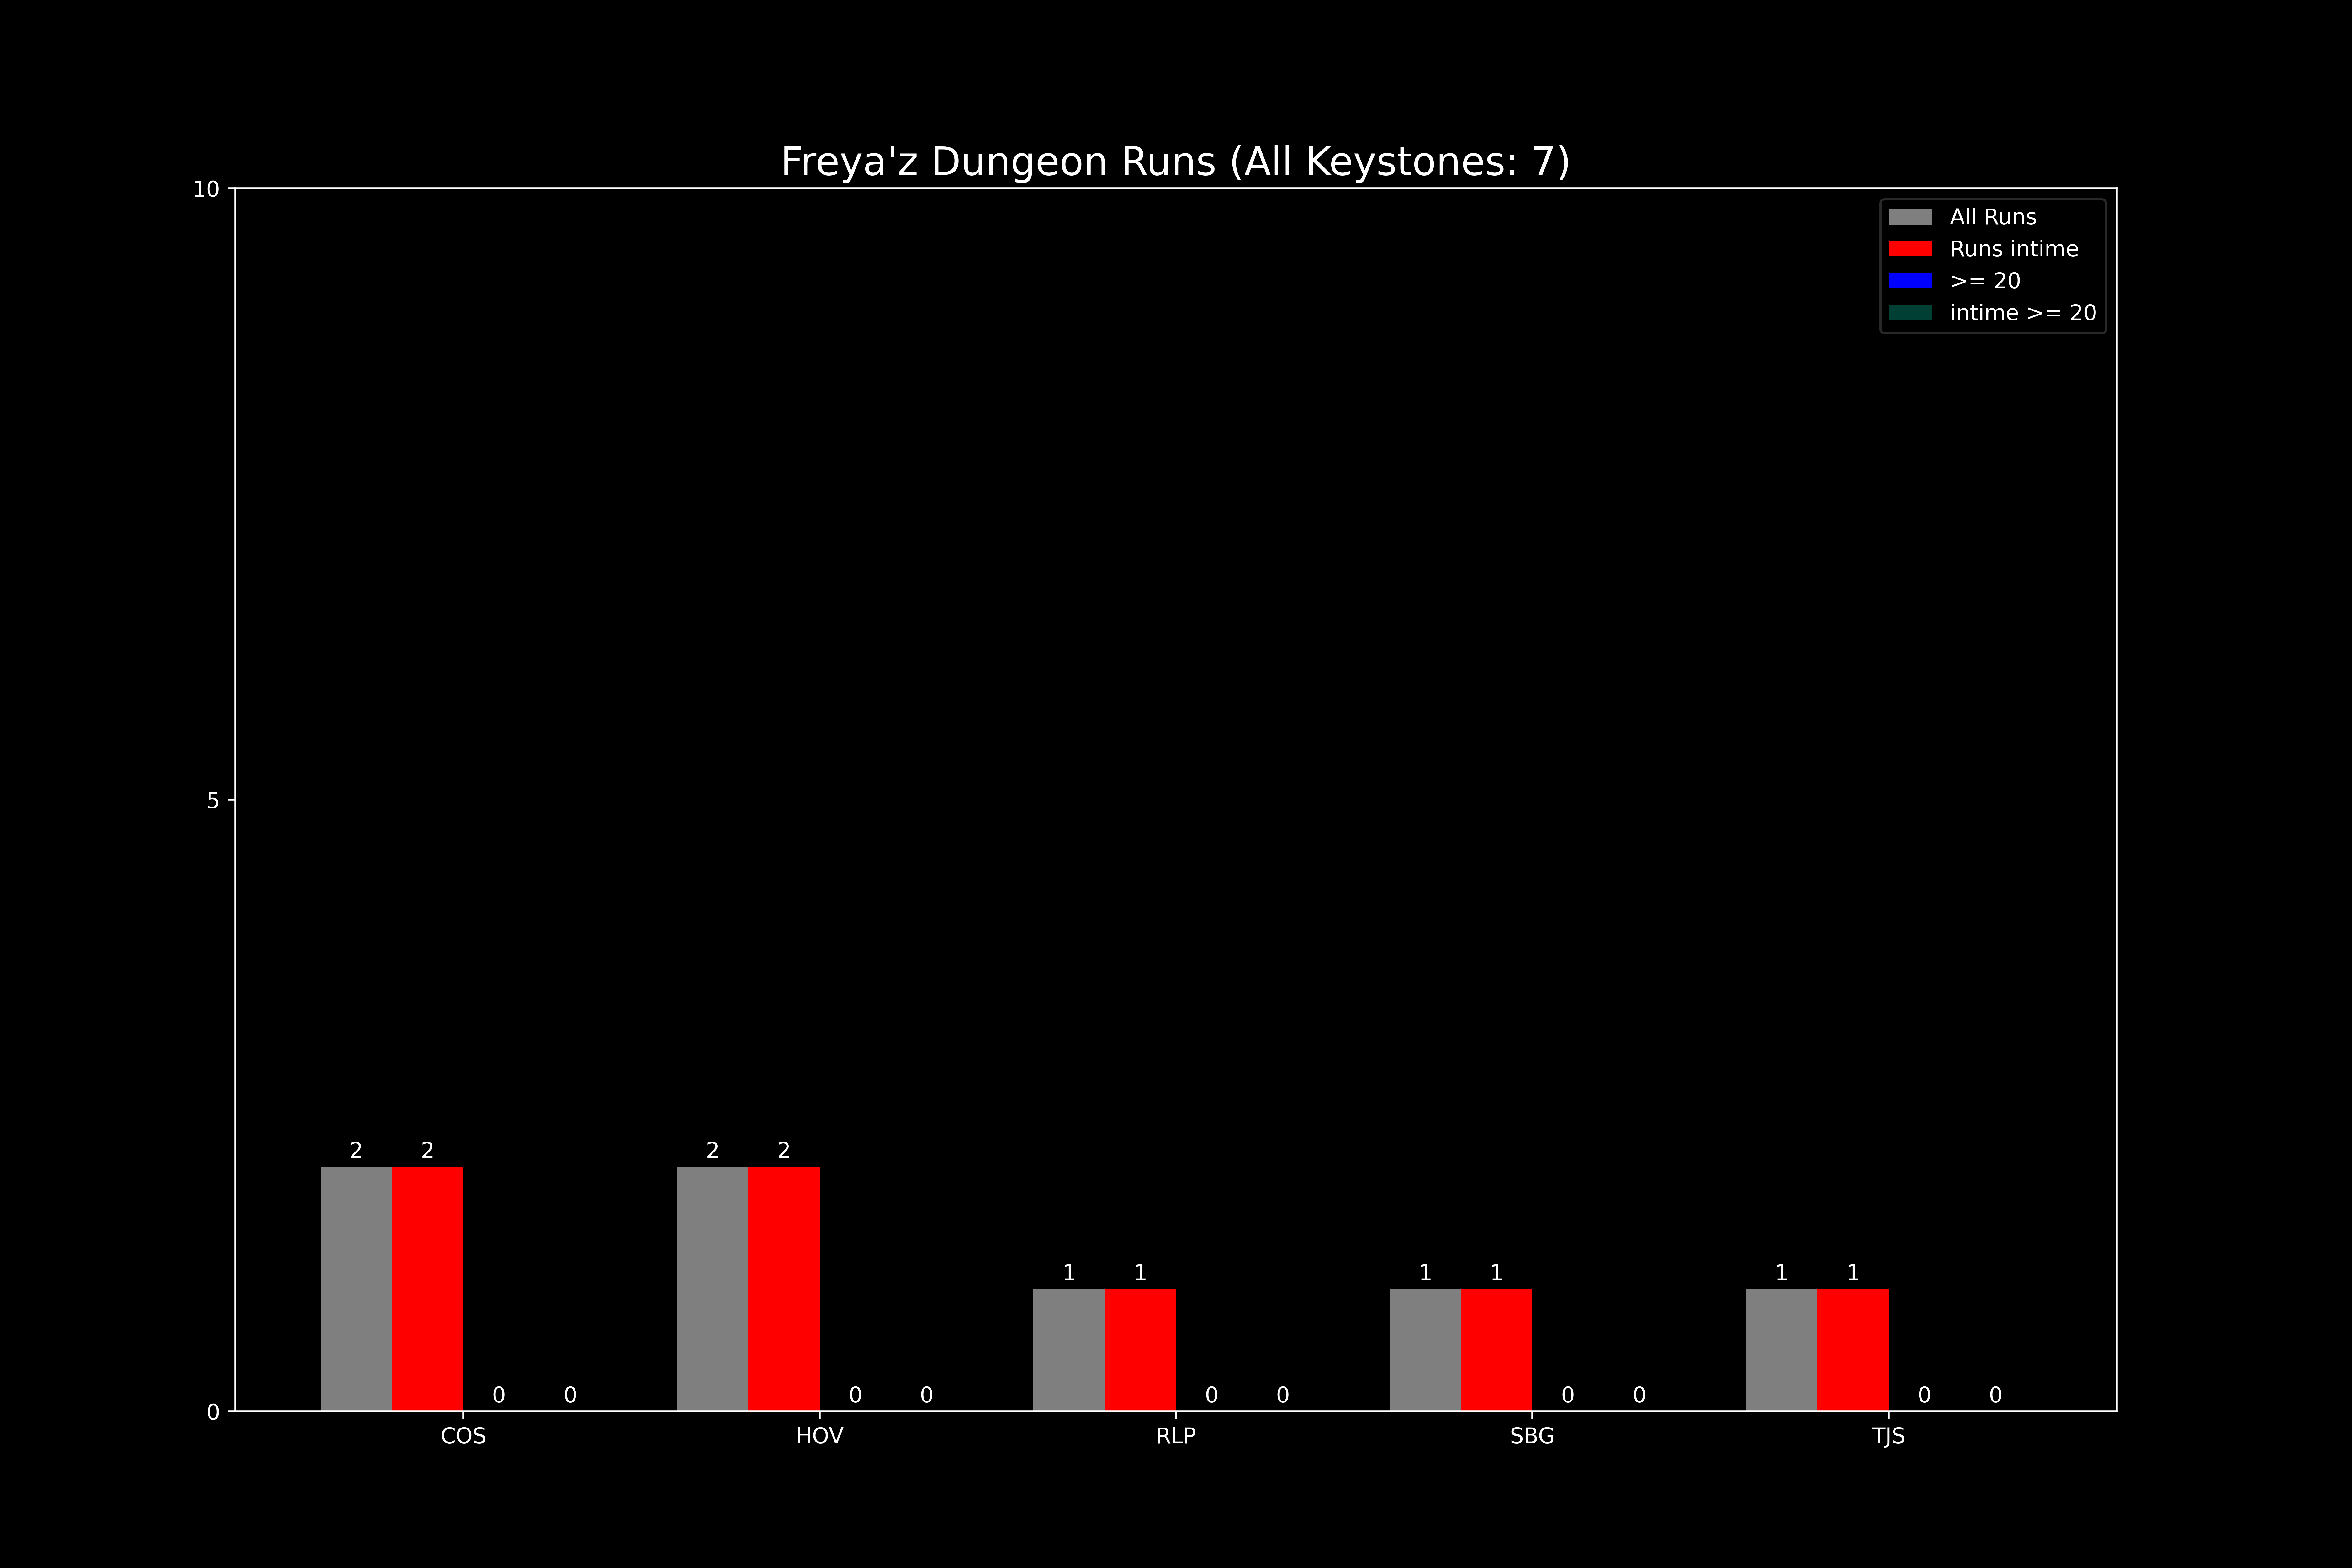 Freya'z Dungeon Runs (All Keystones: 7)
10
All Runs
Runs intime
>= 20
intime >= 20
5
2 2 2 2
1 1 1 1 1 1
0 0 0 0 0 0 0 0 0 0
0
COS HOV RLP SBG TJS